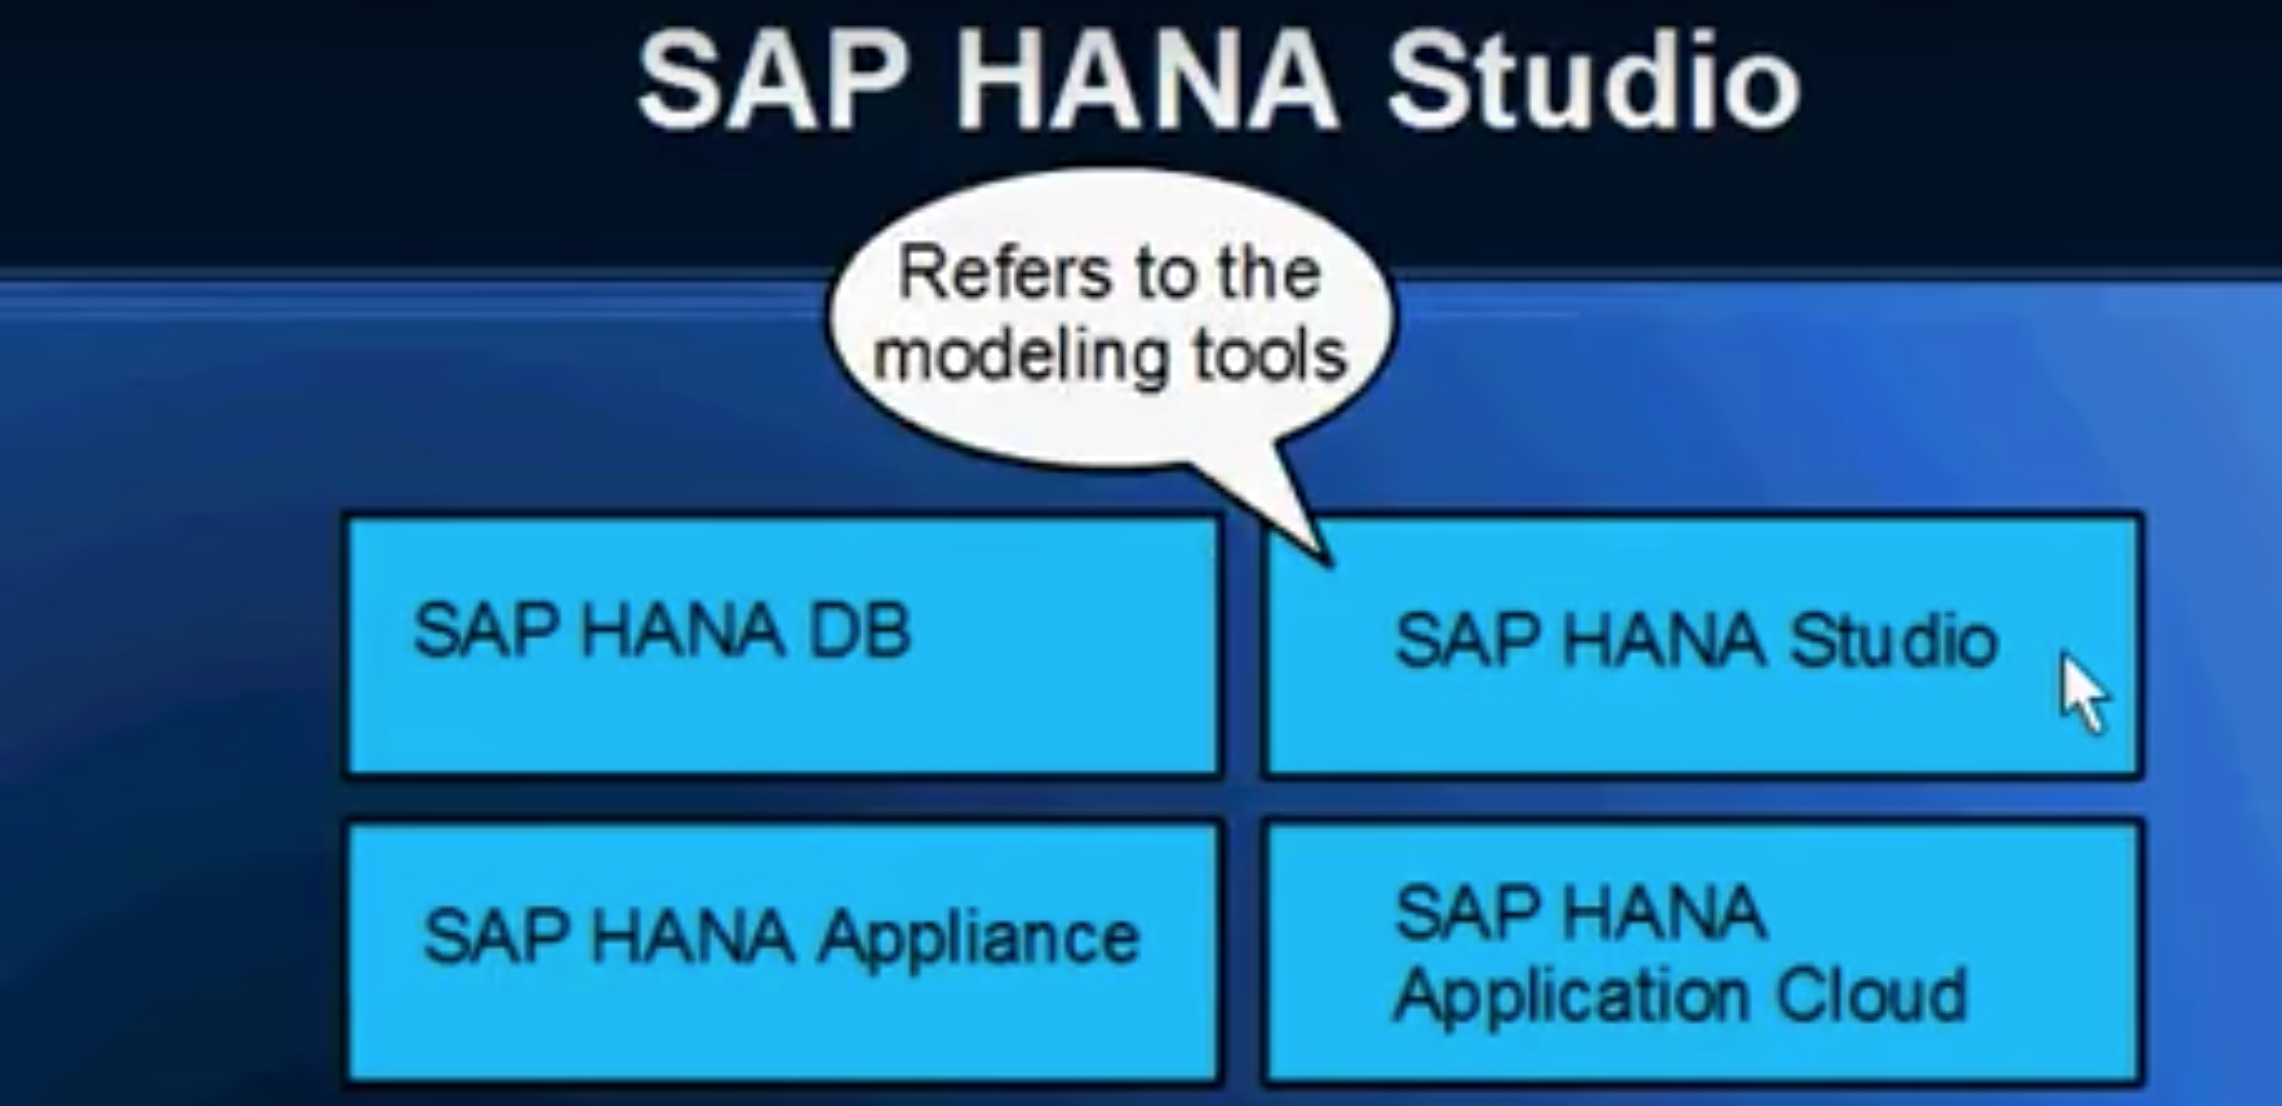 SAP HANA Studio
Refers to the
modeling tools
SAP HANA DB
SAP HANA Studio
SAP HANA Appliance
SAP HANA
Application Cloud